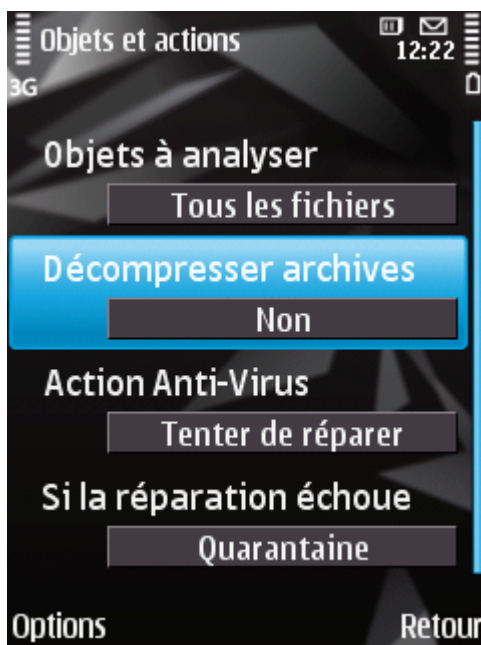 Objets et actions
12:22
3G
Objets à analyser
Tous les fichiers
Décompresser archives
Non
Action Anti-Virus
Tenter de réparer
Si la réparation échoue
Quarantaine
Options Retour